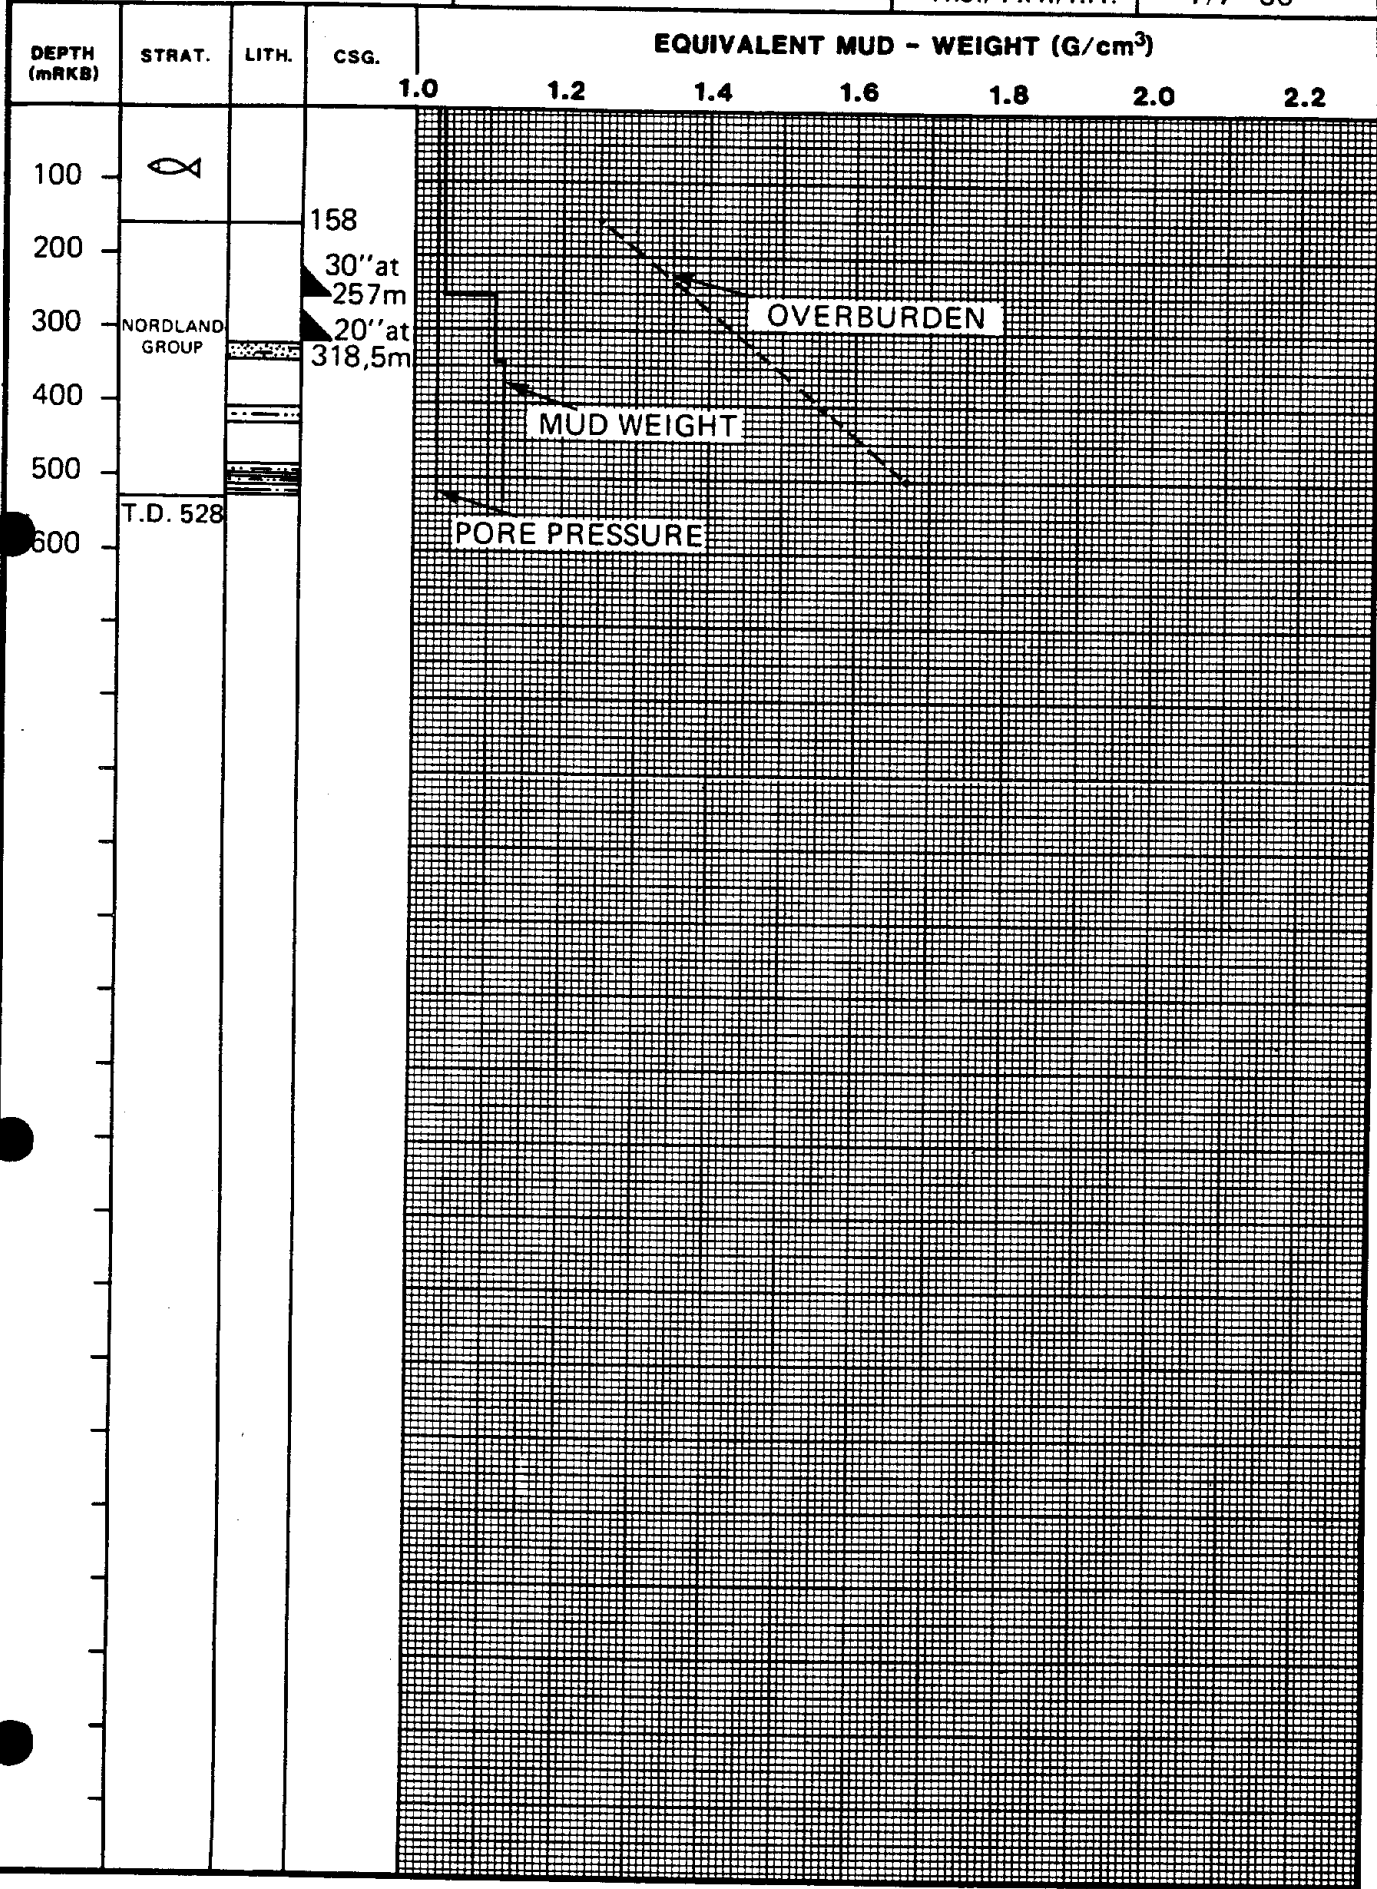 EQUIVALENT MUD - WEIGHT (G/cm³)
DEPTH
(mRKB)
STRAT.
LITH.
CSG.
1.0 1.2 1.4 1.6 1.8 2.0 2.2
100
158
200
30''at
257m
OVERBURDEN
300
NORDLAND
GROUP
20''at
318,5m
400
MUD WEIGHT
500
T.D. 528
PORE PRESSURE
600